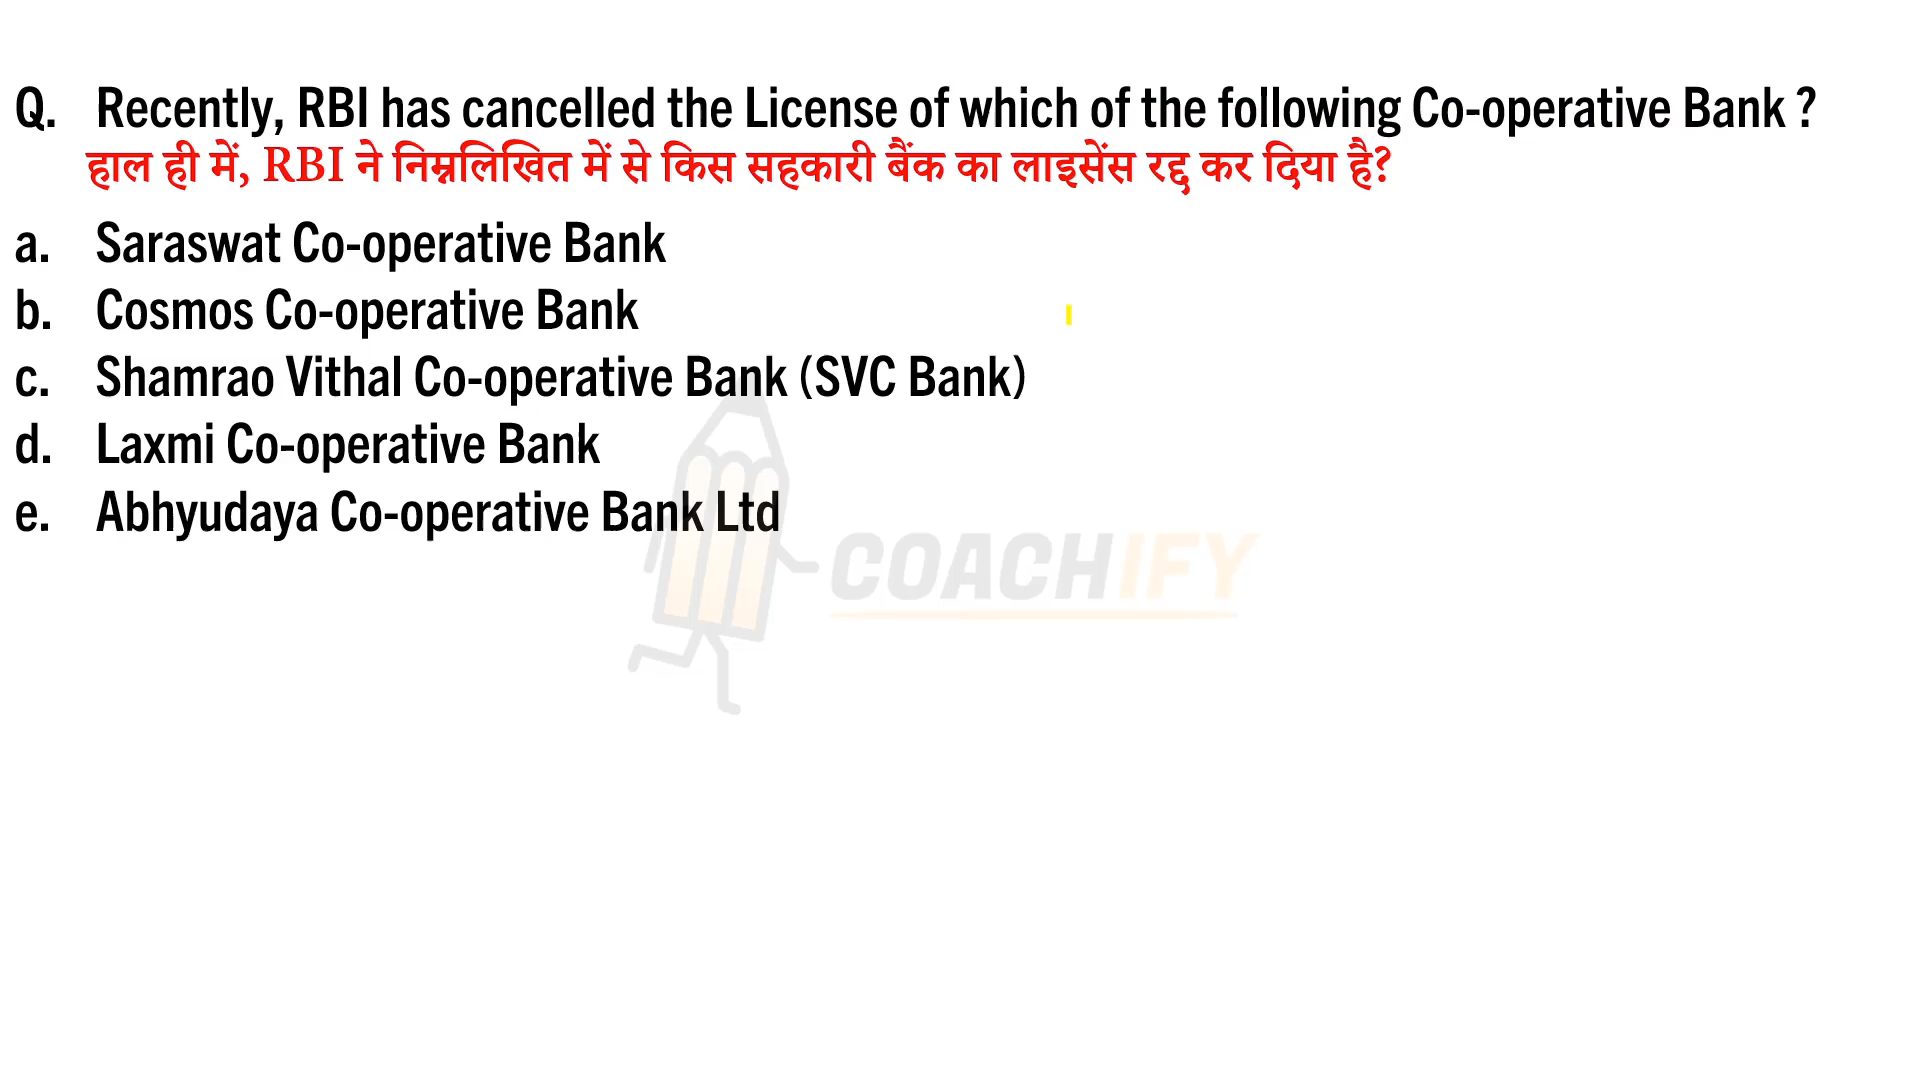 Q. Recently, RBI has cancelled the License of which of the following Co-operative Bank ?
हाल ही में, RBI ने निम्नलिखित में से किस सहकारी बैंक का लाइसेंस रद्द कर दिया है?
a. Saraswat Co-operative Bank
b. Cosmos Co-operative Bank
c. Shamrao Vithal Co-operative Bank (SVC Bank)
d. Laxmi Co-operative Bank
e. Abhyudaya Co-operative Bank Ltd
COACHIFY